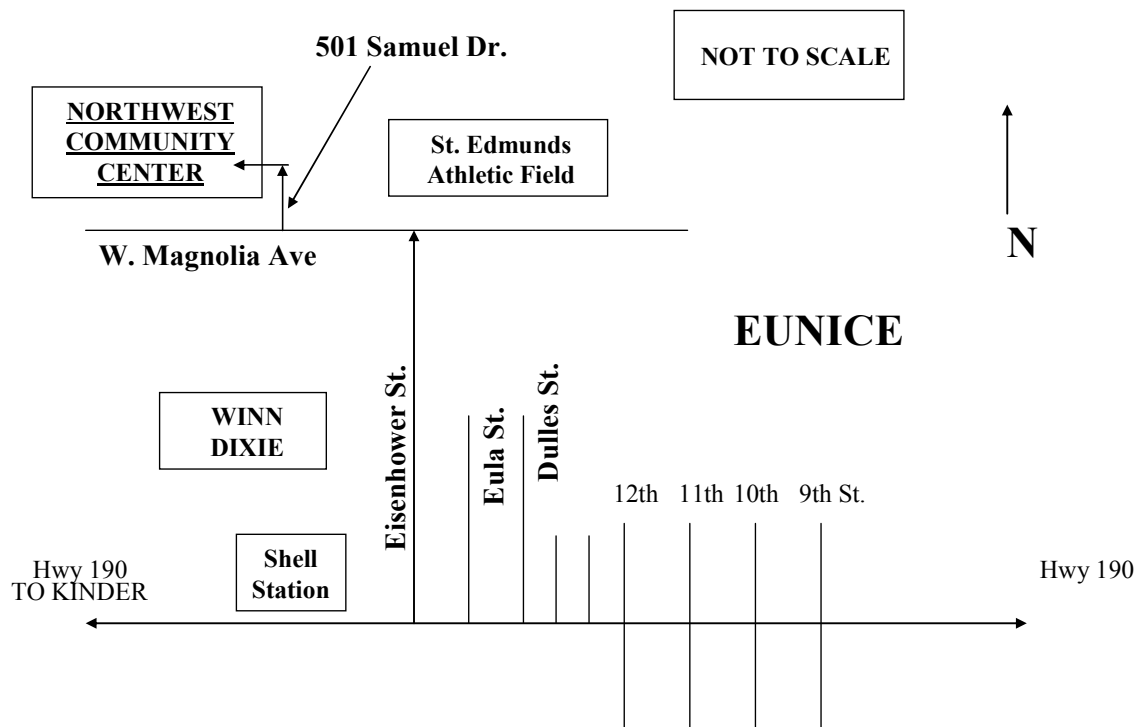 501 Samuel Dr.
NOT TO SCALE
NORTHWEST
COMMUNITY
CENTER
St. Edmunds
Athletic Field
W. Magnolia Ave
N
EUNICE
WINN
DIXIE
Eisenhower St.
Eula St.
Dulles St.
12th 11th 10th 9th St.
Shell
Station
Hwy 190
TO KINDER
Hwy 190